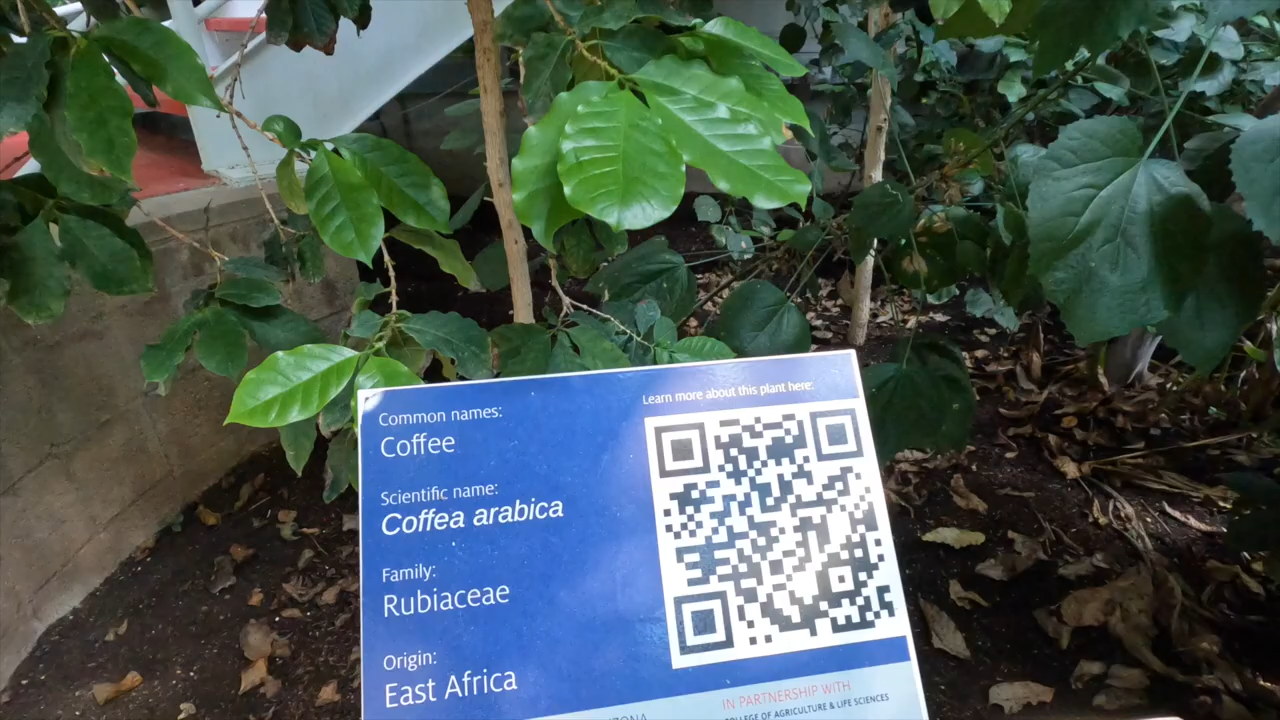 Common names:
Coffee
Scientific name:
Coffea arabica
Family:
Rubiaceae
Origin:
East Africa
Learn more about this plant here:
IN PARTNERSHIP WITH
COLLEGE OF AGRICULTURE & LIFE SCIENCES